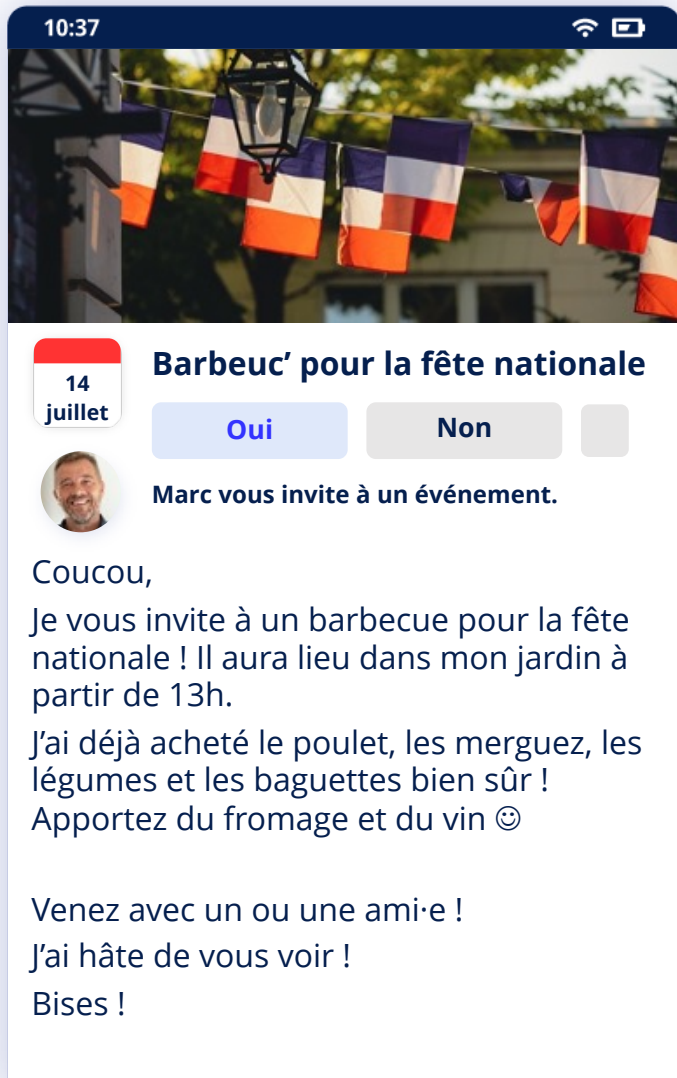 10:37
14
juillet
Barbeuc’ pour la fête nationale
Oui
Non
Marc vous invite à un événement.
Coucou,
Je vous invite à un barbecue pour la fête
nationale ! Il aura lieu dans mon jardin à
partir de 13h.
J’ai déjà acheté le poulet, les merguez, les
légumes et les baguettes bien sûr !
Apportez du fromage et du vin ☺
Venez avec un ou une ami·e !
J’ai hâte de vous voir !
Bises !